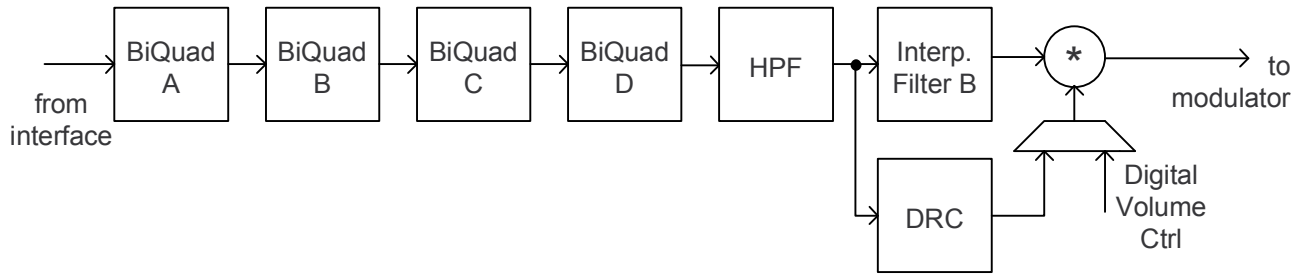 from
interface
BiQuad
A
BiQuad
B
BiQuad
C
BiQuad
D
HPF
Interp.
Filter B
*
to
modulator
DRC
Digital
Volume
Ctrl